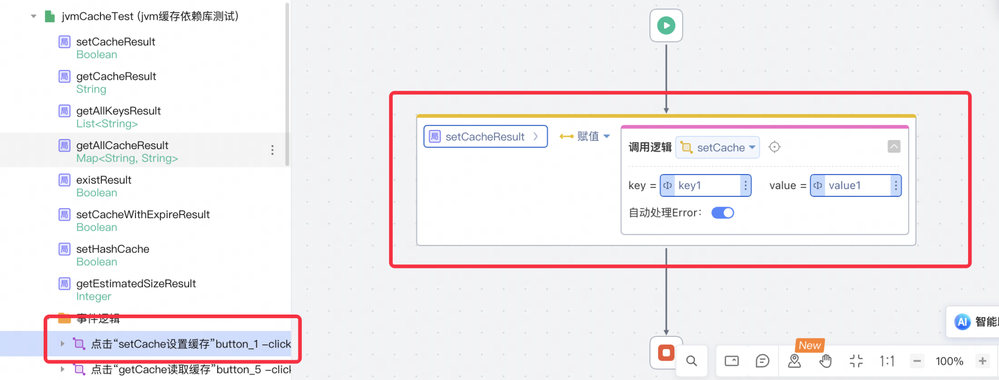 jvmCacheTest (jvm缓存依赖库测试)
局 setCacheResult
Boolean
局 getCacheResult
String
局 getAllKeysResult
List<String>
局 getAllCacheResult
Map<String, String>
局 existResult
Boolean
局 setCacheWithExpireResult
Boolean
局 setHashCache
Boolean
局 getEstimatedSizeResult
Integer
事件逻辑
点击“setCache设置缓存”button_1 –click
点击“getCache读取缓存”button_5 –click
局 setCacheResult
赋值
调用逻辑 setCache
key = key1 value = value1
自动处理Error:
AI 智能
New
1:1
100%